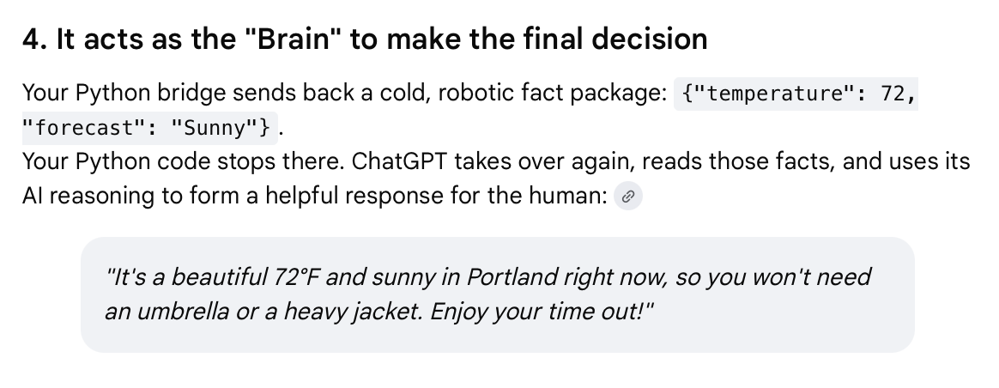 4. It acts as the "Brain" to make the final decision
Your Python bridge sends back a cold, robotic fact package: {"temperature": 72,
"forecast": "Sunny"}.
Your Python code stops there. ChatGPT takes over again, reads those facts, and uses its
AI reasoning to form a helpful response for the human:
"It's a beautiful 72°F and sunny in Portland right now, so you won't need
an umbrella or a heavy jacket. Enjoy your time out!"